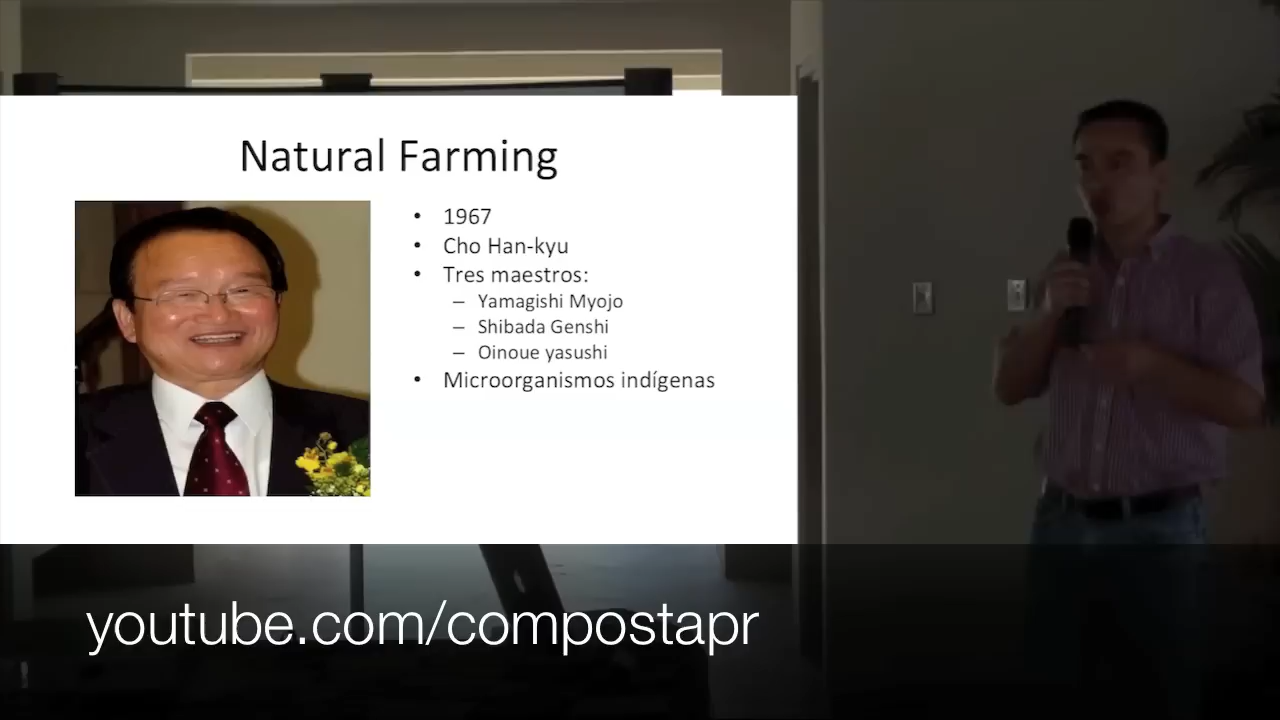 Natural Farming
• 1967
• Cho Han-kyu
• Tres maestros:
– Yamagishi Myojo
– Shibada Genshi
– Oinoue yasushi
• Microorganismos indígenas
youtube.com/compostapr